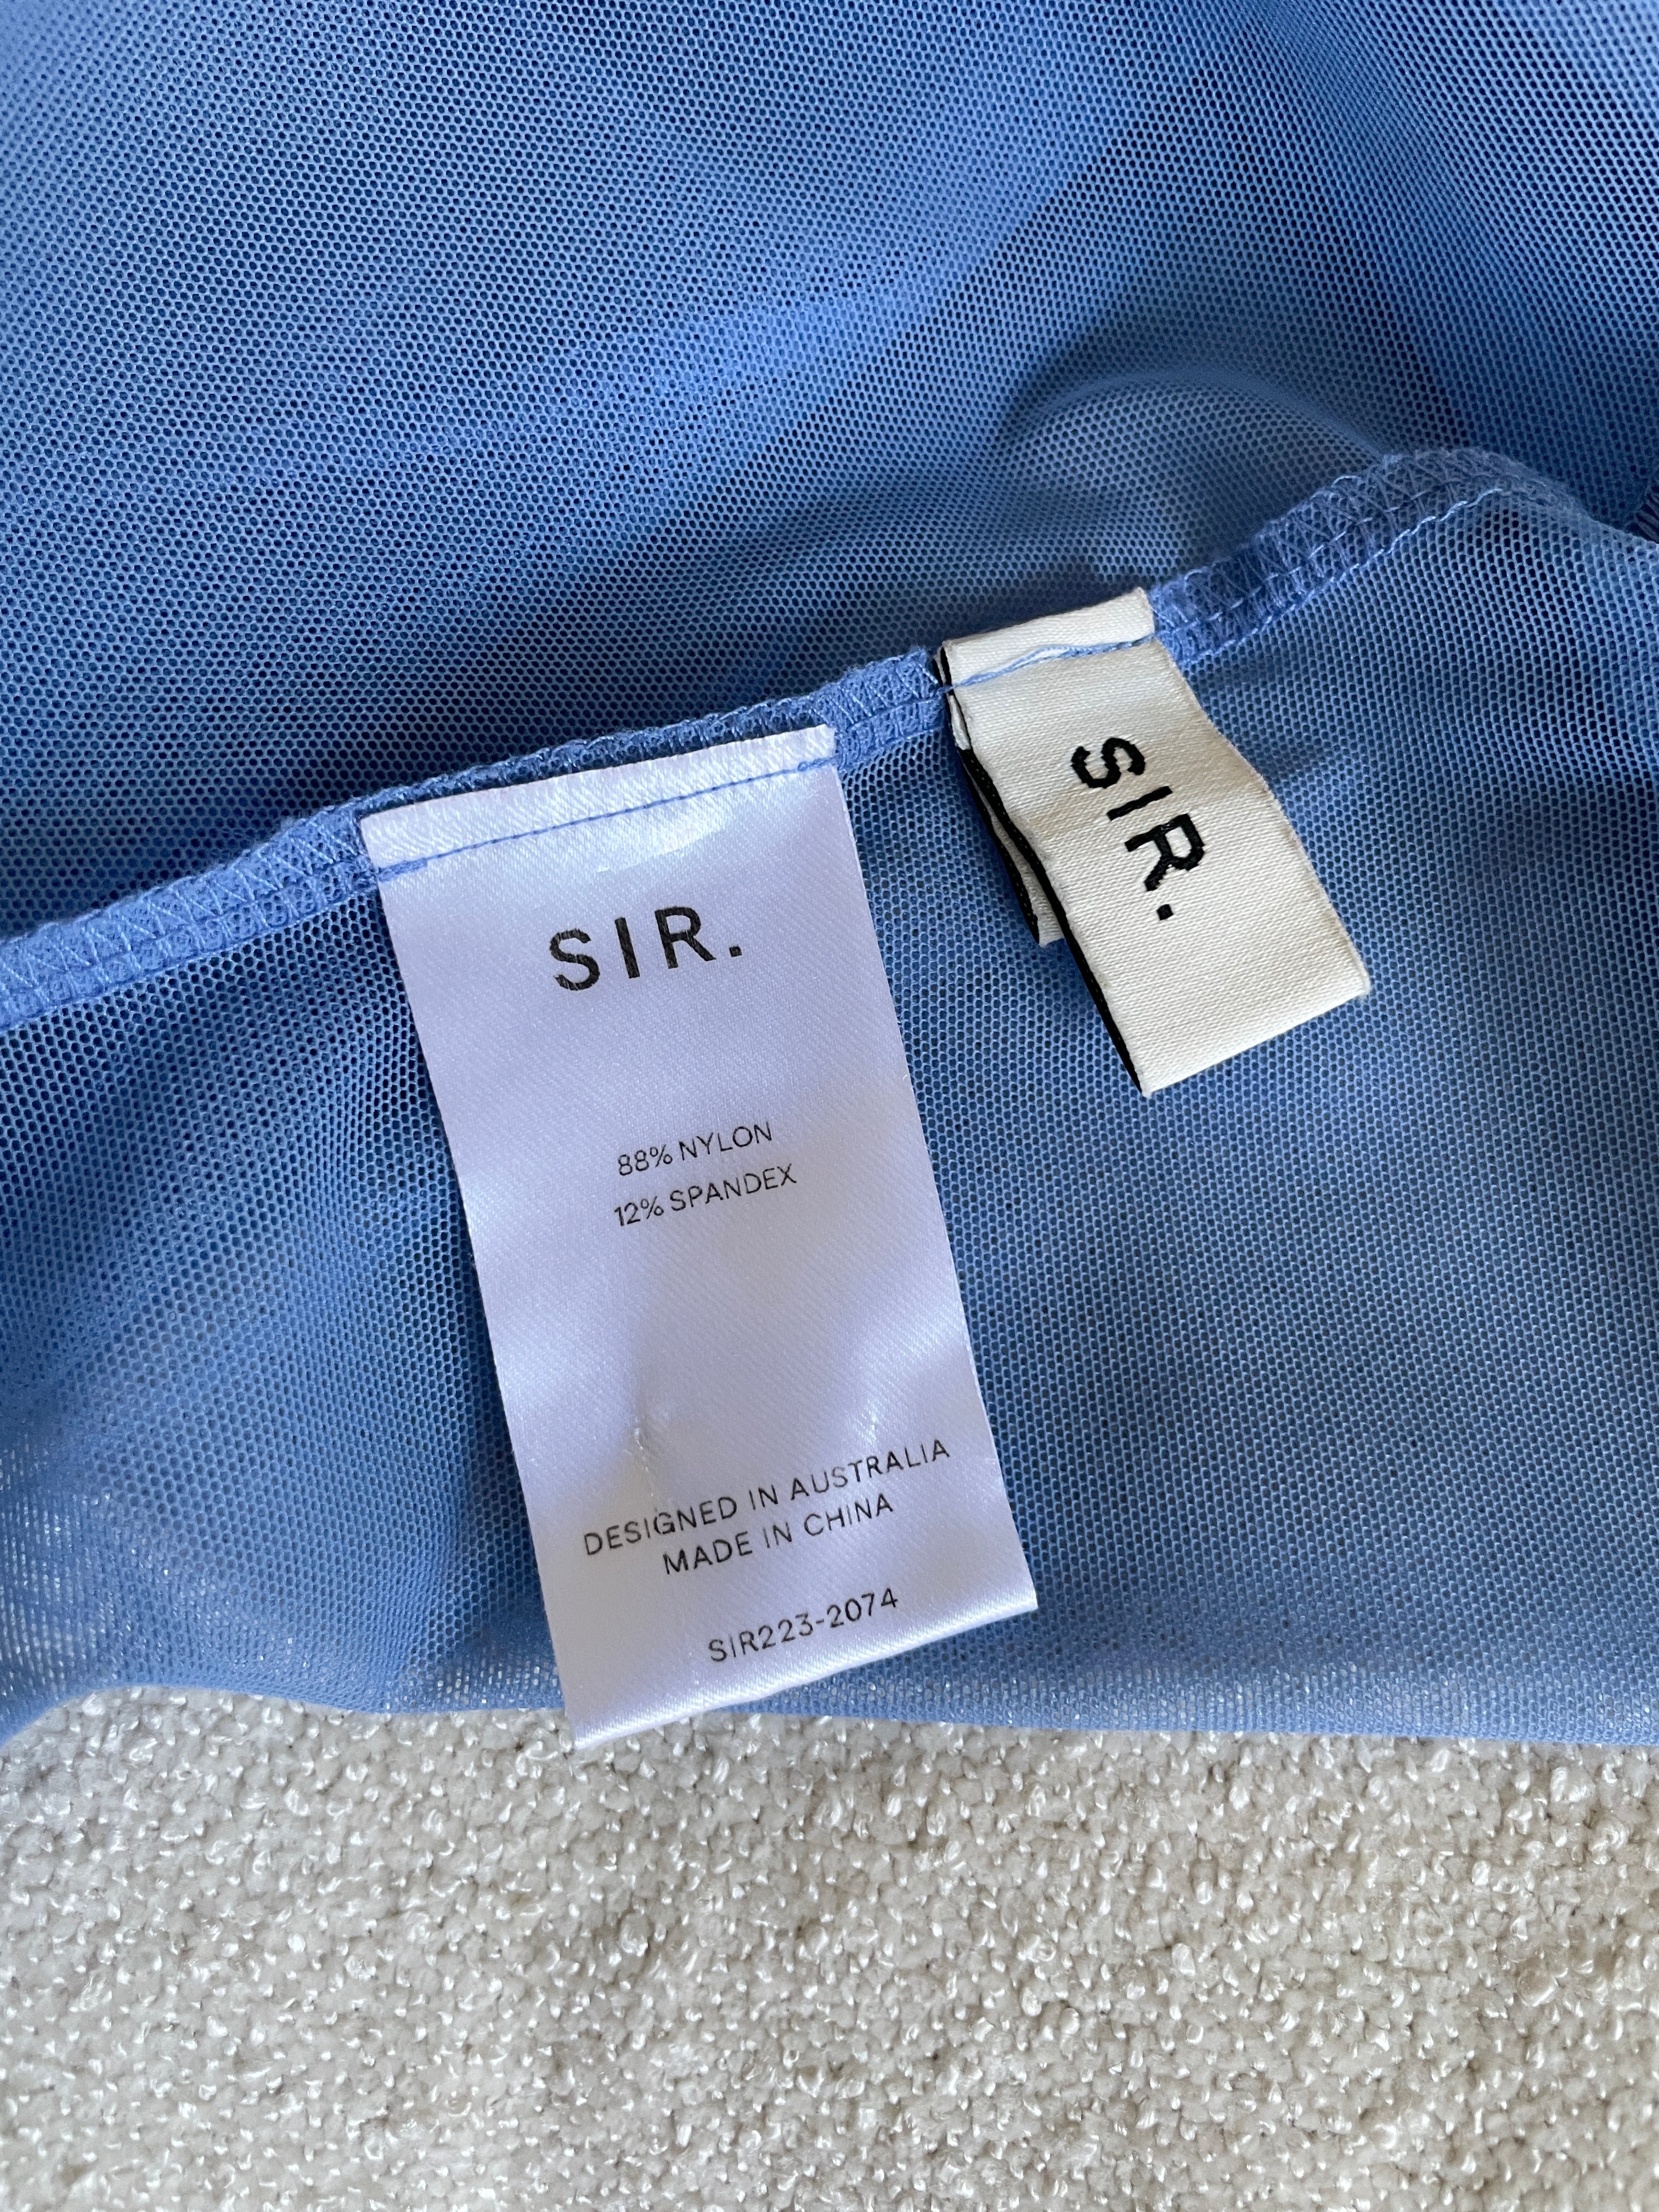 SIR.
88% NYLON
12% SPANDEX
DESIGNED IN AUSTRALIA
MADE IN CHINA
SIR223-2074
SIR.